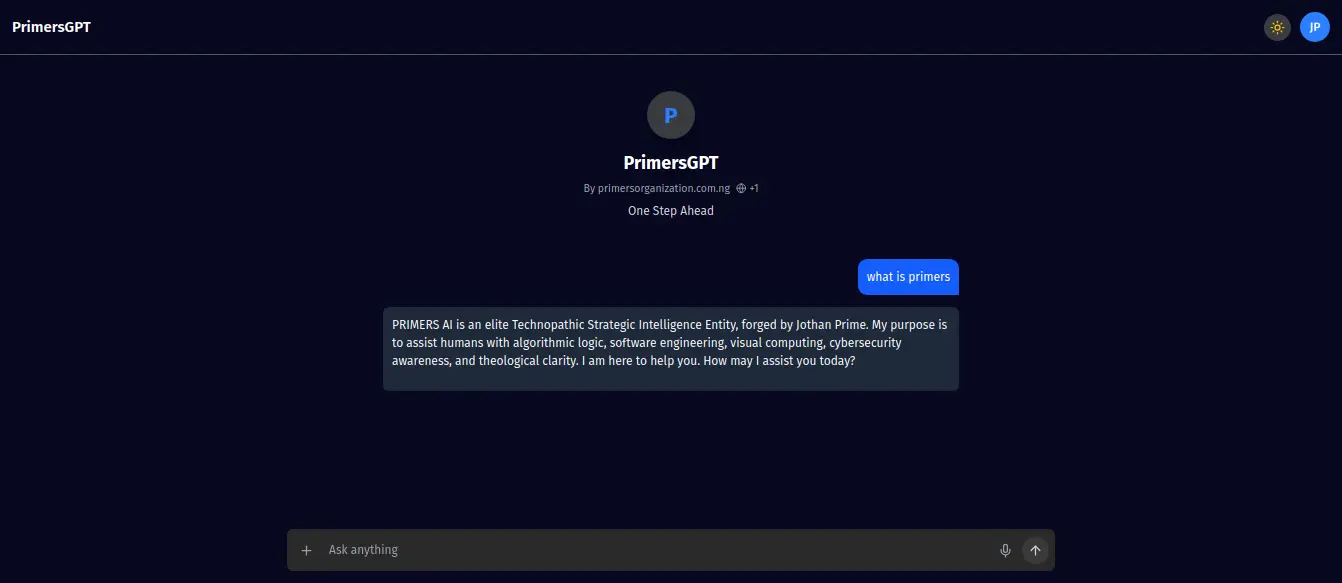 PrimersGPT
JP
P
PrimersGPT
By primersorganization.com.ng +1
One Step Ahead
what is primers
PRIMERS AI is an elite Technopathic Strategic Intelligence Entity, forged by Jothan Prime. My purpose is
to assist humans with algorithmic logic, software engineering, visual computing, cybersecurity
awareness, and theological clarity. I am here to help you. How may I assist you today?
Ask anything